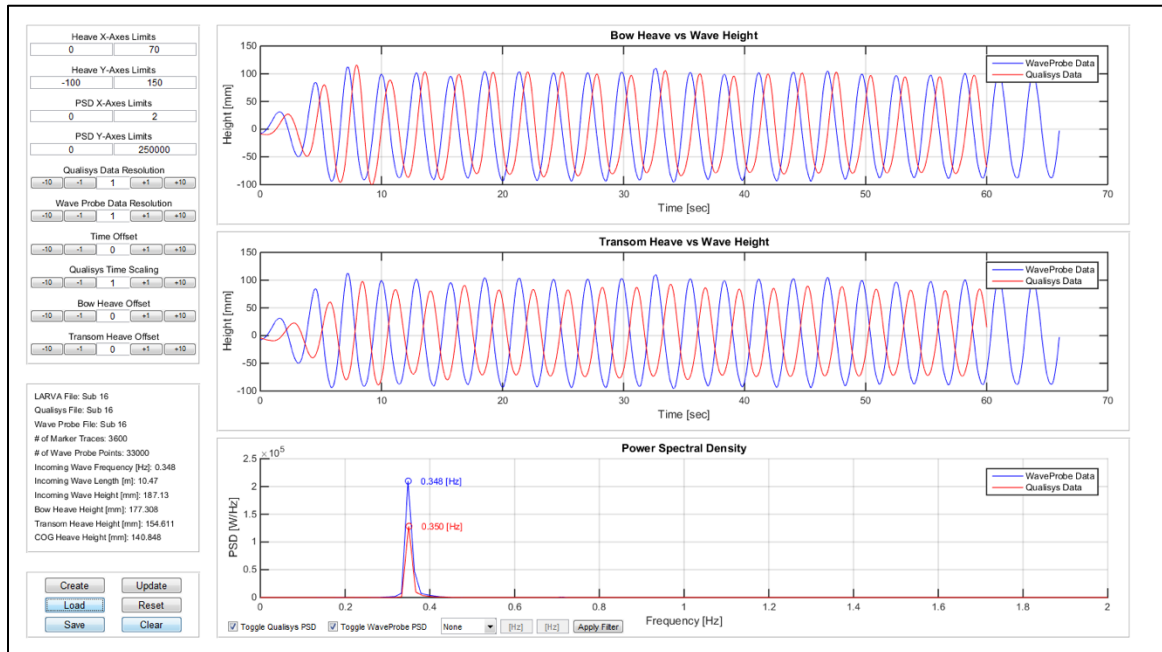 Heave X-Axes Limits
0 70
Heave Y-Axes Limits
-100 150
PSD X-Axes Limits
0 2
PSD Y-Axes Limits
0 250000
Qualisys Data Resolution
-10 -1 1 +1 +10
Wave Probe Data Resolution
-10 -1 1 +1 +10
Time Offset
-10 -1 0 +1 +10
Qualisys Time Scaling
-10 -1 1 +1 +10
Bow Heave Offset
-10 -1 0 +1 +10
Transom Heave Offset
-10 -1 0 +1 +10
LARVA File: Sub 16
Qualisys File: Sub 16
Wave Probe File: Sub 16
# of Marker Traces: 3600
# of Wave Probe Points: 33000
Incoming Wave Frequency [Hz]: 0.348
Incoming Wave Length [m]: 10.47
Incoming Wave Height [mm]: 187.13
Bow Heave Height [mm]: 177.308
Transom Heave Height [mm]: 154.611
COG Heave Height [mm]: 140.848
Create Update
Load Reset
Save Clear
Bow Heave vs Wave Height
Height [mm]
150
100
50
0
-50
-100
0 10 20 30 40 50 60 70
Time [sec]
WaveProbe Data
Qualisys Data
Transom Heave vs Wave Height
Height [mm]
150
100
50
0
-50
-100
0 10 20 30 40 50 60 70
Time [sec]
WaveProbe Data
Qualisys Data
Power Spectral Density
×10^5
PSD [W/Hz]
2.5
2
1.5
1
0.5
0
0.348 [Hz]
0.350 [Hz]
WaveProbe Data
Qualisys Data
0 0.2 0.4 0.6 0.8 1 1.2 1.4 1.6 1.8 2
Frequency [Hz]
Toggle Qualisys PSD Toggle WaveProbe PSD None [Hz] [Hz] Apply Filter